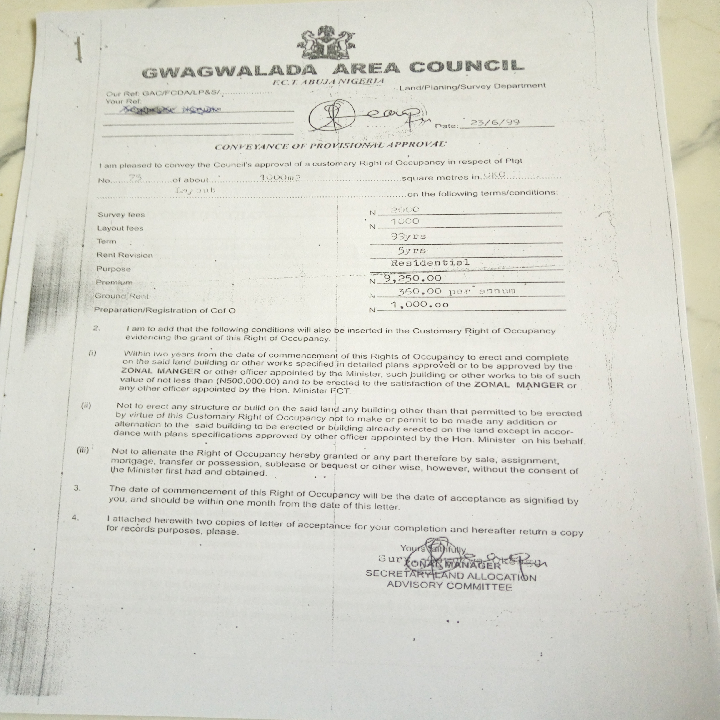 GWAGWALADA AREA COUNCIL
F.C.T. ABUJA NIGERIA
Our Ref. GAC/FCDA/LP&S/ Land/Planing/Survey Department
Your Ref.
Date: 23/6/99
CONVEYANCE OF PROVISIONAL APPROVAL
I am pleased to convey the Council's approval of a customary Right of Occupancy in respect of Plot
No. 75 of about 1000m2 square metres in
Layout on the following terms/conditions:
Survey fees N
Layout fees N 1000
Term 99yrs
Rent Revision 5yrs
Purpose Residential
Premium N 9,250.00
Ground Rent N 360.00 per annum
Preparation/Registration of Cof O N 1,000.00
2. I am to add that the following conditions will also be inserted in the Customary Right of Occupancy
evidencing the grant of this Right of Occupancy.
(i) Within two years from the date of commencement of this Rights of Occupancy to erect and complete
on the said land building or other works specified in detailed plans approved or to be approved by the
ZONAL MANGER or other officer appointed by the Minister, such building or other works to be of such
value of not less than (N500,000.00) and to be erected to the satisfaction of the ZONAL MANGER or
any other officer appointed by the Hon. Minister FCT.
(ii) Not to erect any structure or build on the said land any building other than that permitted to be erected
by virtue of this Customary Right of Occupancy not to make or permit to be made any addition or
alternation to the said building to be erected or building already erected on the land except in accor-
dance with plans specifications approved by other officer appointed by the Hon. Minister on his behalf.
(iii) Not to alienate the Right of Occupancy hereby granted or any part therefore by sale, assignment,
mortgage, transfer or possession, sublease or bequest or other wise, however, without the consent of
the Minister first had and obtained.
3. The date of commencement of this Right of Occupancy will be the date of acceptance as signified by
you, and should be within one month from the date of this letter.
4. I attached herewith two copies of letter of acceptance for your completion and hereafter return a copy
for records purposes, please.
Yours faithfully
ZONAL MANAGER
SECRETARY LAND ALLOCATION
ADVISORY COMMITTEE